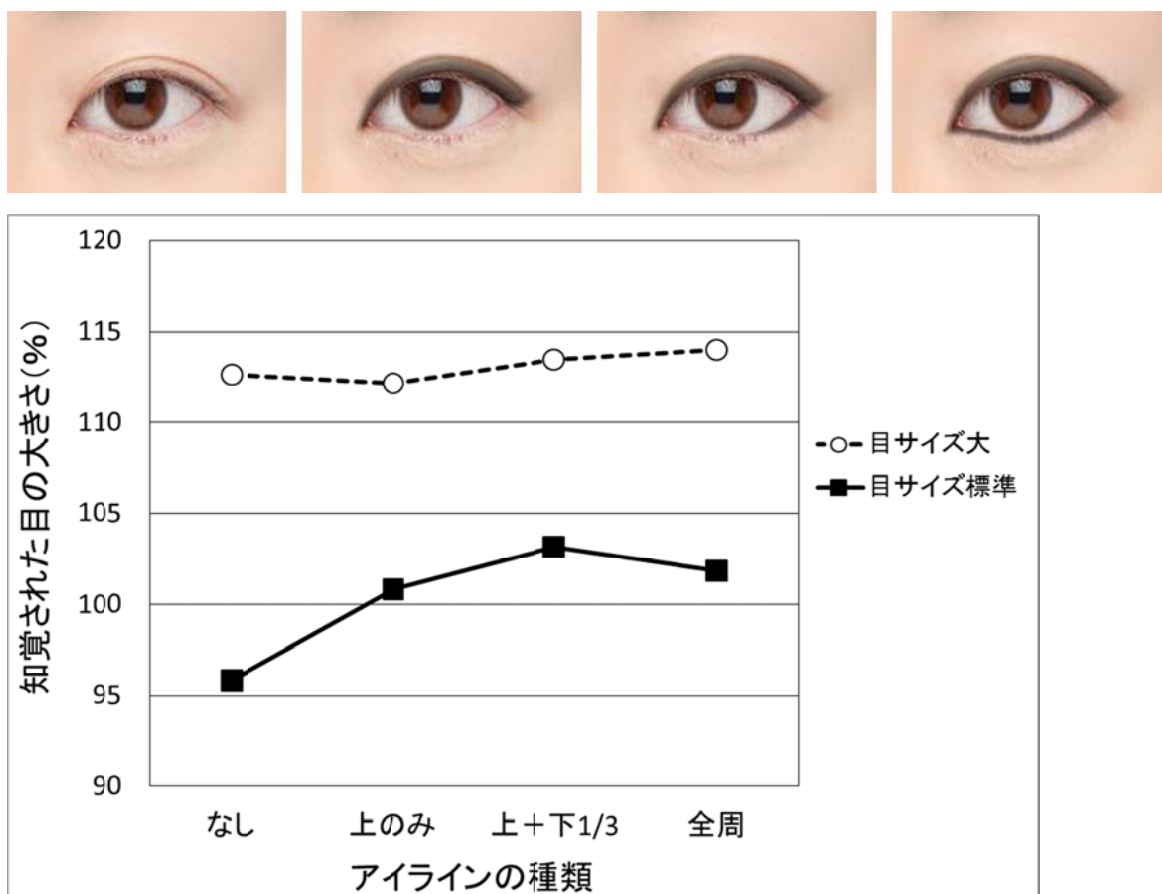 120
115
110
105
100
95
90
知覚された目の大きさ(%)
なし
上のみ
上＋下1/3
全周
アイラインの種類
目サイズ大
目サイズ標準